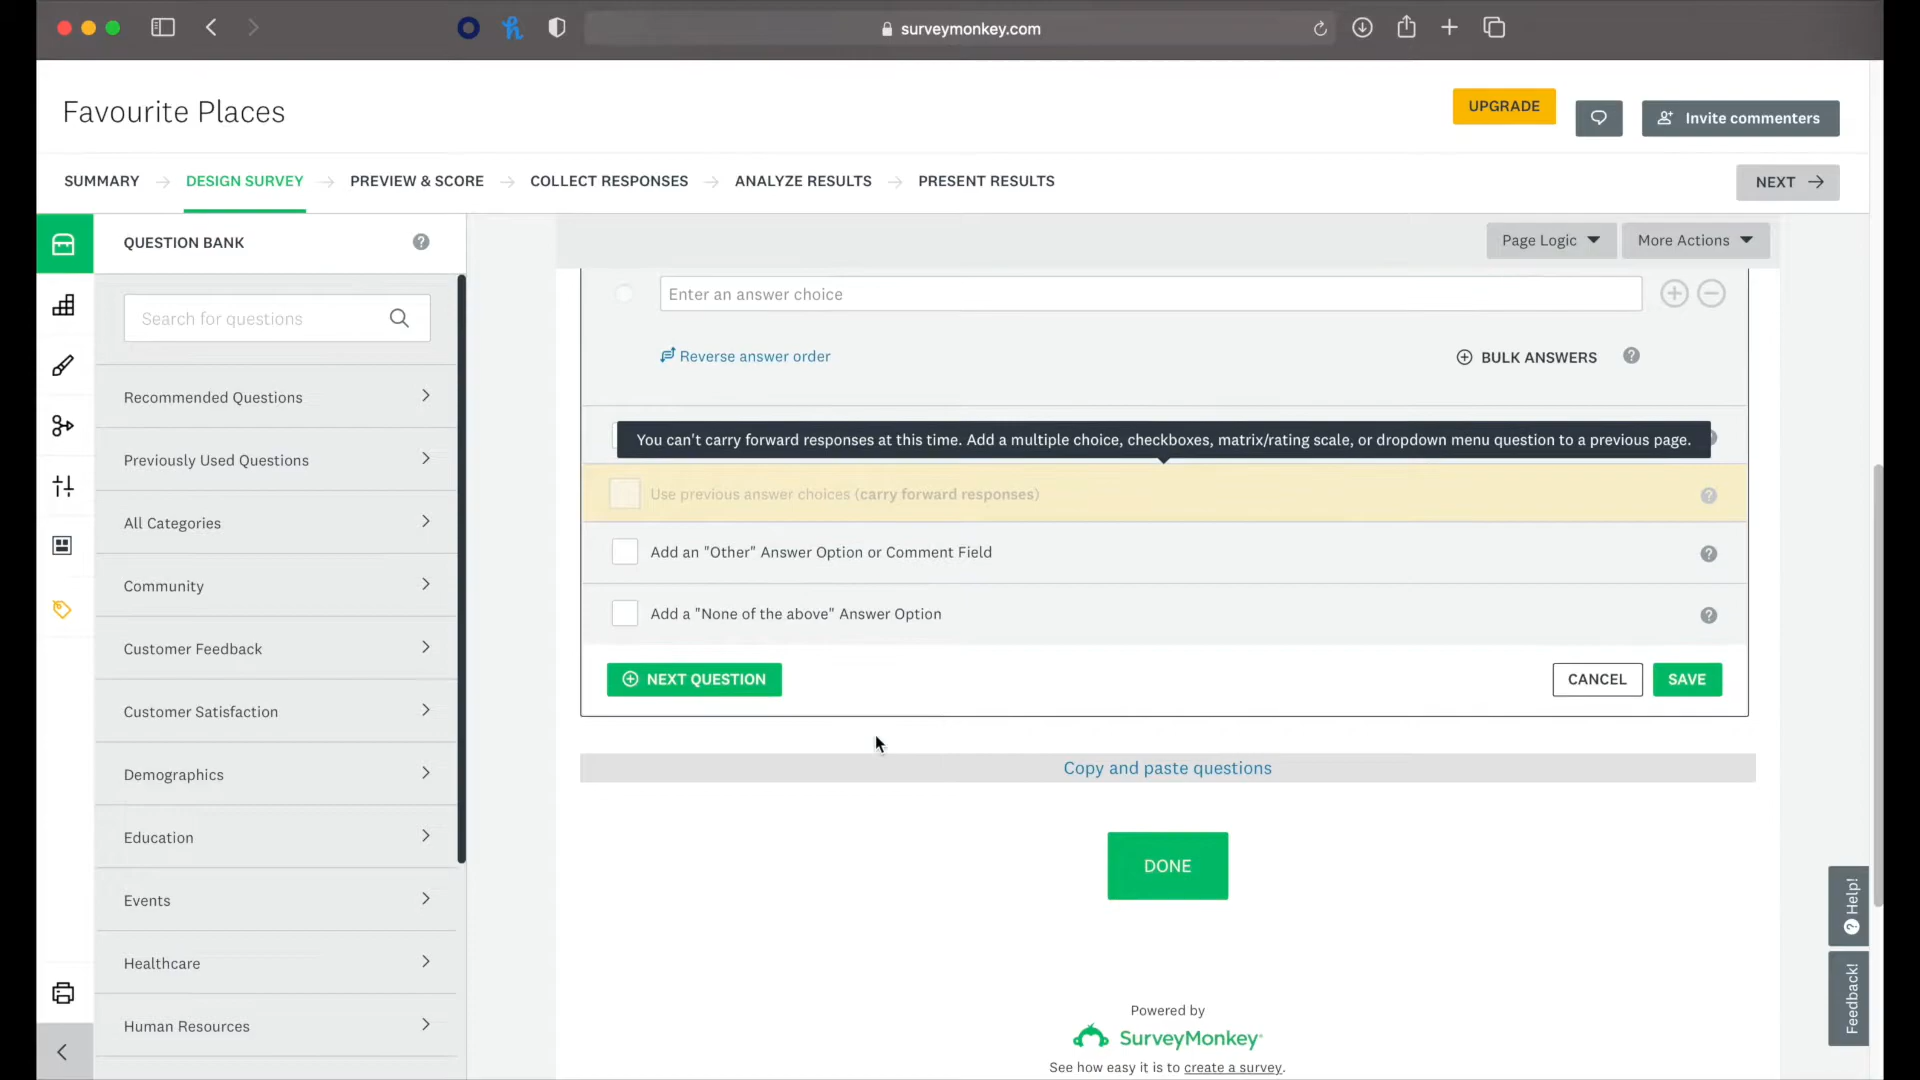 surveymonkey.com
Favourite Places
UPGRADE
Invite commenters
SUMMARY
DESIGN SURVEY
PREVIEW & SCORE
COLLECT RESPONSES
ANALYZE RESULTS
PRESENT RESULTS
NEXT
QUESTION BANK
Page Logic
More Actions
Search for questions
Enter an answer choice
Reverse answer order
BULK ANSWERS
Recommended Questions
You can't carry forward responses at this time. Add a multiple choice, checkboxes, matrix/rating scale, or dropdown menu question to a previous page.
Previously Used Questions
Use previous answer choices (carry forward responses)
All Categories
Add an "Other" Answer Option or Comment Field
Community
Add a "None of the above" Answer Option
Customer Feedback
NEXT QUESTION
CANCEL
SAVE
Customer Satisfaction
Copy and paste questions
Demographics
Education
DONE
Events
Help!
Healthcare
Feedback!
Human Resources
Powered by
SurveyMonkey
See how easy it is to create a survey.